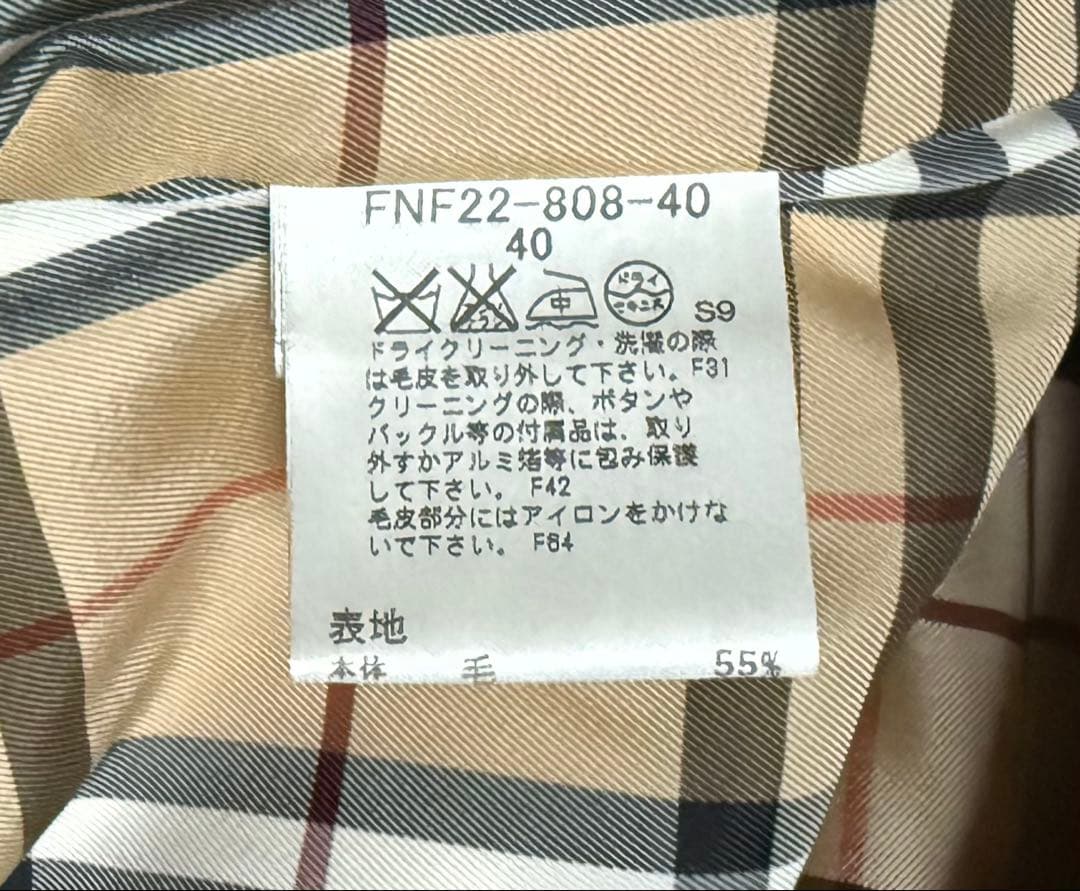 FNF22-808-40
40
中 ドライ
セキユ系 S9
ドライクリーニング・洗濯の際
は毛皮を取り外して下さい。F31
クリーニングの際、ボタンや
バックル等の付属品は、取り
外すかアルミ箔等に包み保護
して下さい。 F42
毛皮部分にはアイロンをかけな
いで下さい。 F64
表地
本体 毛 55%